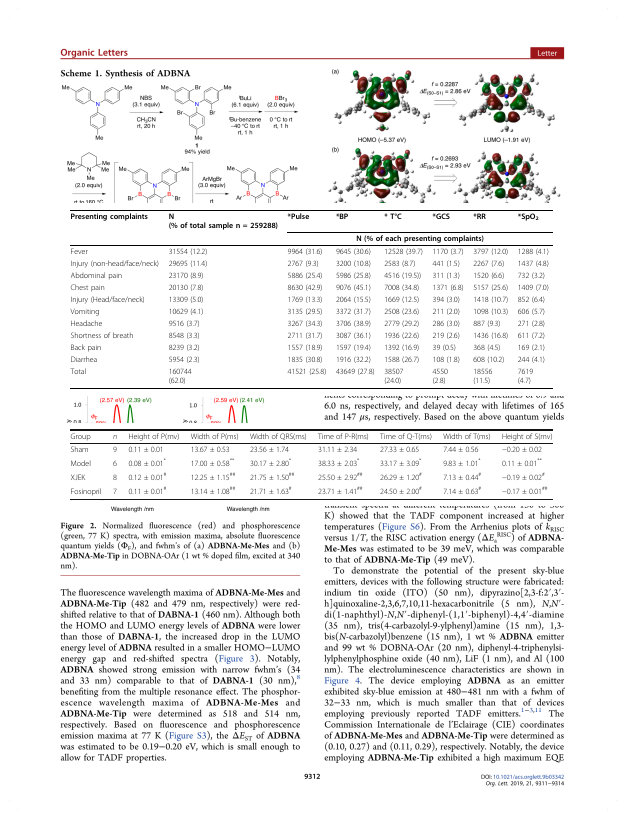 Organic Letters
Letter
Scheme 1. Synthesis of ADBNA
Me
Me
N
Me
NBS
(3.1 equiv)
CH3CN
rt, 20 h
Me
Br
Me
N
Br
Br
Me
1
94% yield
tBuLi
(6.1 equiv)
BBr3
(2.0 equiv)
tBu-benzene
−40 °C to rt
rt, 1 h
0 °C to rt
rt, 1 h
Me
Me
N
Me
Me
Me
(2.0 equiv)
Me
N
Me
Br
B
B
Br
ArMgBr
(3.0 equiv)
rt
Me
N
Me
Ar
B
B
Ar
(a)
f = 0.2287
ΔE(S0−S1) = 2.86 eV
HOMO (−5.37 eV)
LUMO (−1.91 eV)
(b)
f = 0.2693
ΔE(S0−S1) = 2.93 eV
Presenting complaints N *Pulse *BP * T°C *GCS *RR *SpO2
(% of total sample n = 259288)
N (% of each presenting complaints)
Fever 31554 (12.2) 9964 (31.6) 9645 (30.6) 12528 (39.7) 1170 (3.7) 3797 (12.0) 1288 (4.1)
Injury (non-head/face/neck) 29695 (11.4) 2767 (9.3) 3200 (10.8) 2583 (8.7) 441 (1.5) 2267 (7.6) 1437 (4.8)
Abdominal pain 23170 (8.9) 5886 (25.4) 5986 (25.8) 4516 (19.5)) 311 (1.3) 1520 (6.6) 732 (3.2)
Chest pain 20130 (7.8) 8630 (42.9) 9076 (45.1) 7008 (34.8) 1371 (6.8) 5157 (25.6) 1409 (7.0)
Injury (Head/face/neck) 13309 (5.0) 1769 (13.3) 2064 (15.5) 1669 (12.5) 394 (3.0) 1418 (10.7) 852 (6.4)
Vomiting 10629 (4.1) 3135 (29.5) 3372 (31.7) 2508 (23.6) 211 (2.0) 1098 (10.3) 606 (5.7)
Headache 9516 (3.7) 3267 (34.3) 3706 (38.9) 2779 (29.2) 286 (3.0) 887 (9.3) 271 (2.8)
Shortness of breath 8548 (3.3) 2711 (31.7) 3087 (36.1) 1936 (22.6) 219 (2.6) 1436 (16.8) 611 (7.2)
Back pain 8239 (3.2) 1557 (18.9) 1597 (19.4) 1392 (16.9) 39 (0.5) 368 (4.5) 169 (2.1)
Diarrhea 5954 (2.3) 1835 (30.8) 1916 (32.2) 1588 (26.7) 108 (1.8) 608 (10.2) 244 (4.1)
Total 160744 41521 (25.8) 43649 (27.8) 38507 4550 18556 7619
(62.0) (24.0) (2.8) (11.5) (4.7)
1.0
(2.57 eV) (2.39 eV)
1.0
(2.59 eV) (2.41 eV)
6.0 ns, respectively, and delayed decay with lifetimes of 165
and 147 μs, respectively. Based on the above quantum yields
Group n Height of P(mv) Width of P(ms) Width of QRS(ms) Time of P-R(ms) Time of Q-T(ms) Width of T(ms) Height of S(mv)
Sham 9 0.11 ± 0.01 13.67 ± 0.53 23.56 ± 1.74 31.11 ± 2.34 27.33 ± 0.65 7.44 ± 0.56 −0.20 ± 0.02
Model 6 0.08 ± 0.01* 17.00 ± 0.58** 30.17 ± 2.80* 38.33 ± 2.03* 33.17 ± 3.09* 9.83 ± 1.01* 0.11 ± 0.01**
XJEK 8 0.12 ± 0.01# 12.25 ± 1.15## 21.75 ± 1.50## 25.50 ± 2.92## 26.29 ± 1.20# 7.13 ± 0.44# −0.19 ± 0.02#
Fosinopril 7 0.11 ± 0.01# 13.14 ± 1.08## 21.71 ± 1.63# 23.71 ± 1.41## 24.50 ± 2.00# 7.14 ± 0.63# −0.17 ± 0.01##
Wavelength /nm
Wavelength /nm
Figure 2. Normalized fluorescence (red) and phosphorescence
(green, 77 K) spectra, with emission maxima, absolute fluorescence
quantum yields (ΦF), and fwhm's of (a) ADBNA-Me-Mes and (b)
ADBNA-Me-Tip in DOBNA-OAr (1 wt % doped film, excited at 340
nm).
The fluorescence wavelength maxima of ADBNA-Me-Mes and
ADBNA-Me-Tip (482 and 479 nm, respectively) were red-
shifted relative to that of DABNA-1 (460 nm). Although both
the HOMO and LUMO energy levels of ADBNA were lower
than those of DABNA-1, the increased drop in the LUMO
energy level of ADBNA resulted in a smaller HOMO−LUMO
energy gap and red-shifted spectra (Figure 3). Notably,
ADBNA showed strong emission with narrow fwhm's (34
and 33 nm) comparable to that of DABNA-1 (30 nm),8
benefiting from the multiple resonance effect. The phosphor-
escence wavelength maxima of ADBNA-Me-Mes and
ADBNA-Me-Tip were determined as 518 and 514 nm,
respectively. Based on fluorescence and phosphorescence
emission maxima at 77 K (Figure S3), the ΔEST of ADBNA
was estimated to be 0.19−0.20 eV, which is small enough to
allow for TADF properties.
K) showed that the TADF component increased at higher
temperatures (Figure S6). From the Arrhenius plots of kRISC
versus 1/T, the RISC activation energy (ΔEaRISC) of ADBNA-
Me-Mes was estimated to be 39 meV, which was comparable
to that of ADBNA-Me-Tip (49 meV).
To demonstrate the potential of the present sky-blue
emitters, devices with the following structure were fabricated:
indium tin oxide (ITO) (50 nm), dipyrazino[2,3-f:2′,3′-
h]quinoxaline-2,3,6,7,10,11-hexacarbonitrile (5 nm), N,N′-
di(1-naphthyl)-N,N′-diphenyl-(1,1′-biphenyl)-4,4′-diamine
(35 nm), tris(4-carbazolyl-9-ylphenyl)amine (15 nm), 1,3-
bis(N-carbazolyl)benzene (15 nm), 1 wt % ADBNA emitter
and 99 wt % DOBNA-OAr (20 nm), diphenyl-4-triphenylsi-
lylphenylphosphine oxide (40 nm), LiF (1 nm), and Al (100
nm). The electroluminescence characteristics are shown in
Figure 4. The device employing ADBNA as an emitter
exhibited sky-blue emission at 480−481 nm with a fwhm of
32−33 nm, which is much smaller than that of devices
employing previously reported TADF emitters.1−3,11 The
Commission Internationale de l'Eclairage (CIE) coordinates
of ADBNA-Me-Mes and ADBNA-Me-Tip were determined as
(0.10, 0.27) and (0.11, 0.29), respectively. Notably, the device
employing ADBNA-Me-Tip exhibited a high maximum EQE
9312
DOI: 10.1021/acs.orglett.9b03342
Org. Lett. 2019, 21, 9311−9314